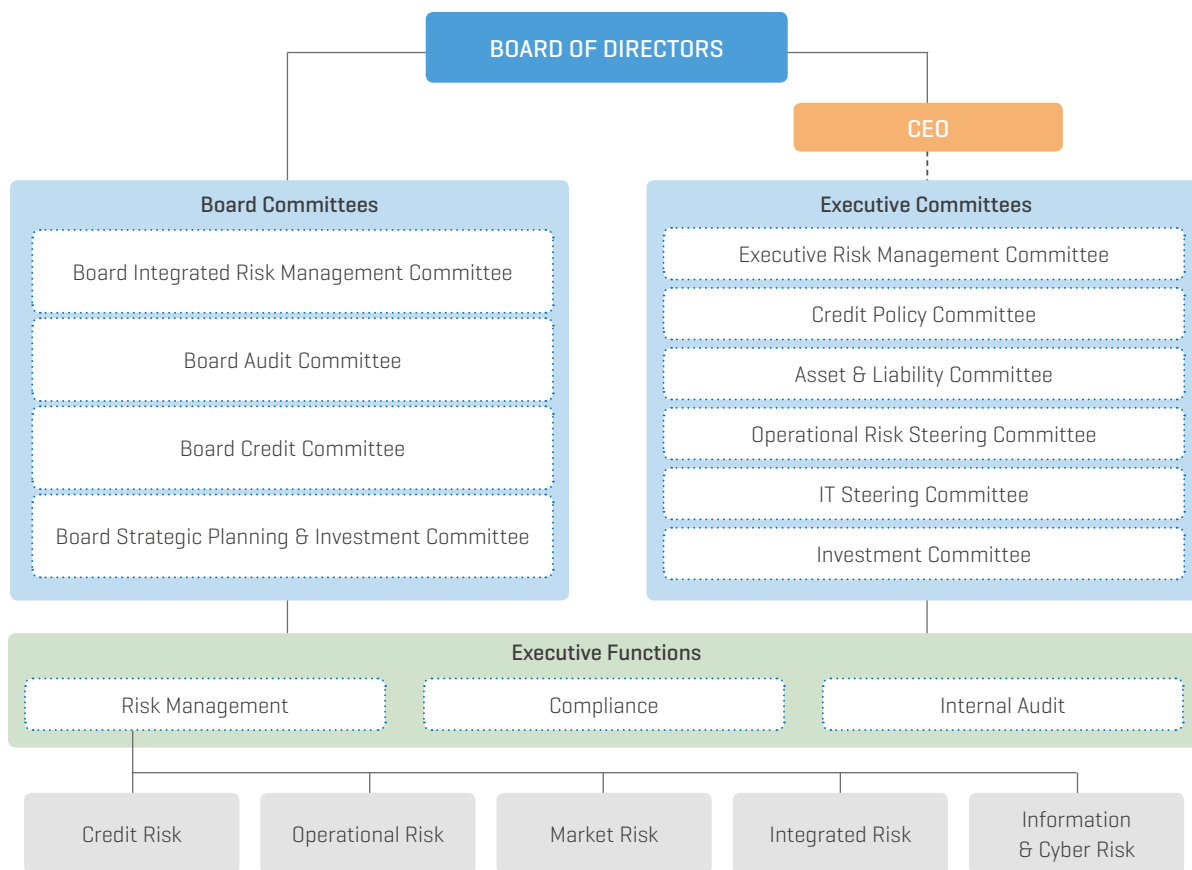 BOARD OF DIRECTORS
CEO
Board Committees
Board Integrated Risk Management Committee
Board Audit Committee
Board Credit Committee
Board Strategic Planning & Investment Committee
Executive Committees
Executive Risk Management Committee
Credit Policy Committee
Asset & Liability Committee
Operational Risk Steering Committee
IT Steering Committee
Investment Committee
Executive Functions
Risk Management
Compliance
Internal Audit
Credit Risk
Operational Risk
Market Risk
Integrated Risk
Information
& Cyber Risk